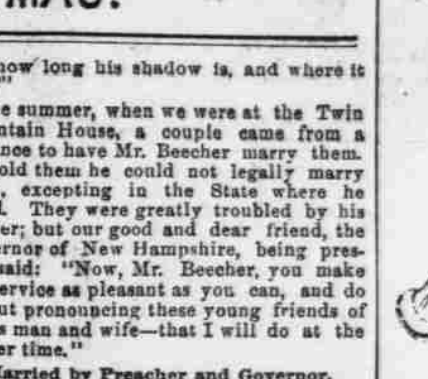 how long his shadow is, and where it
"
e summer, when we were at the Twin
ntain House, a couple came from a
nce to have Mr. Beecher marry them.
old them he could not legally marry
, excepting in the State where he
d. They were greatly troubled by his
er; but our good and dear friend, the
ernor of New Hampshire, being pres-
said: "Now, Mr. Beecher, you make
ervice as pleasant as you can, and do
ut pronouncing these young friends of
s man and wife—that I will do at the
er time."
Married by Preacher and Governor.